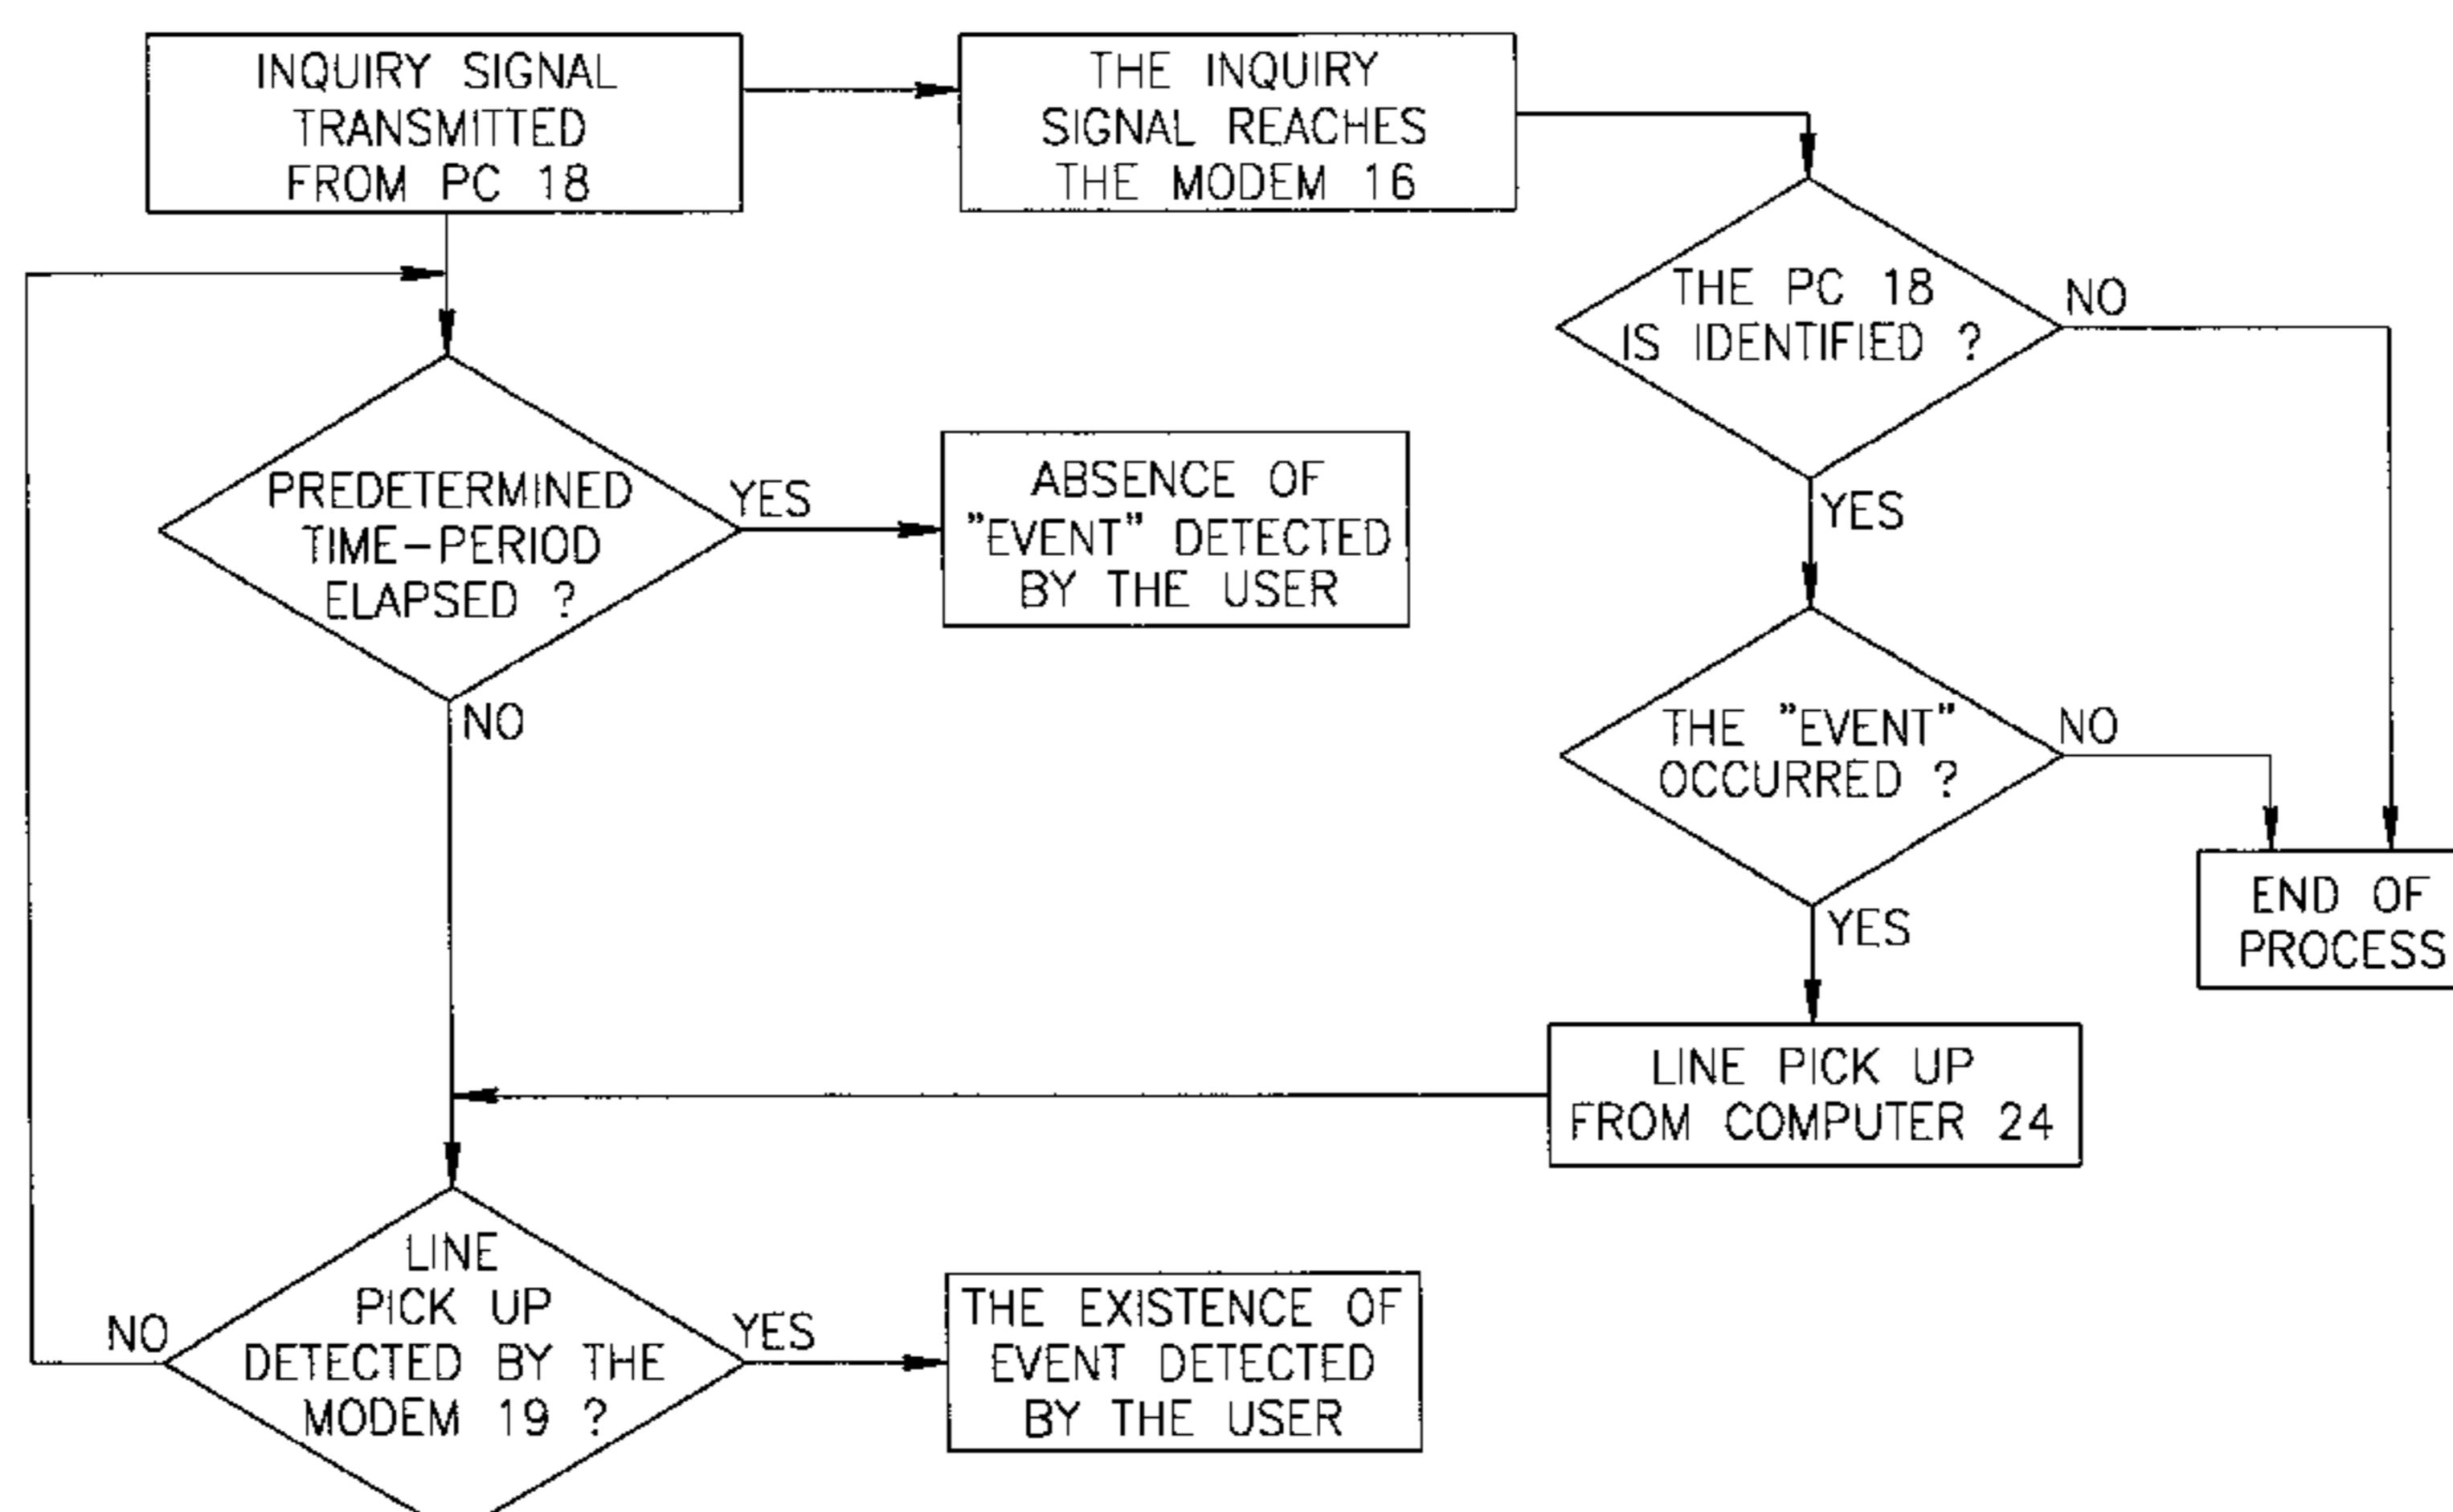 INQUIRY SIGNAL
TRANSMITTED
FROM PC 18
THE INQUIRY
SIGNAL REACHES
THE MODEM 16
THE PC 18
IS IDENTIFIED ?
NO
YES
PREDETERMINED
TIME-PERIOD
ELAPSED ?
YES
NO
ABSENCE OF
"EVENT" DETECTED
BY THE USER
THE "EVENT"
OCCURRED ?
NO
YES
END OF
PROCESS
LINE PICK UP
FROM COMPUTER 24
LINE
PICK UP
DETECTED BY THE
MODEM 19 ?
NO
YES
THE EXISTENCE OF
EVENT DETECTED
BY THE USER